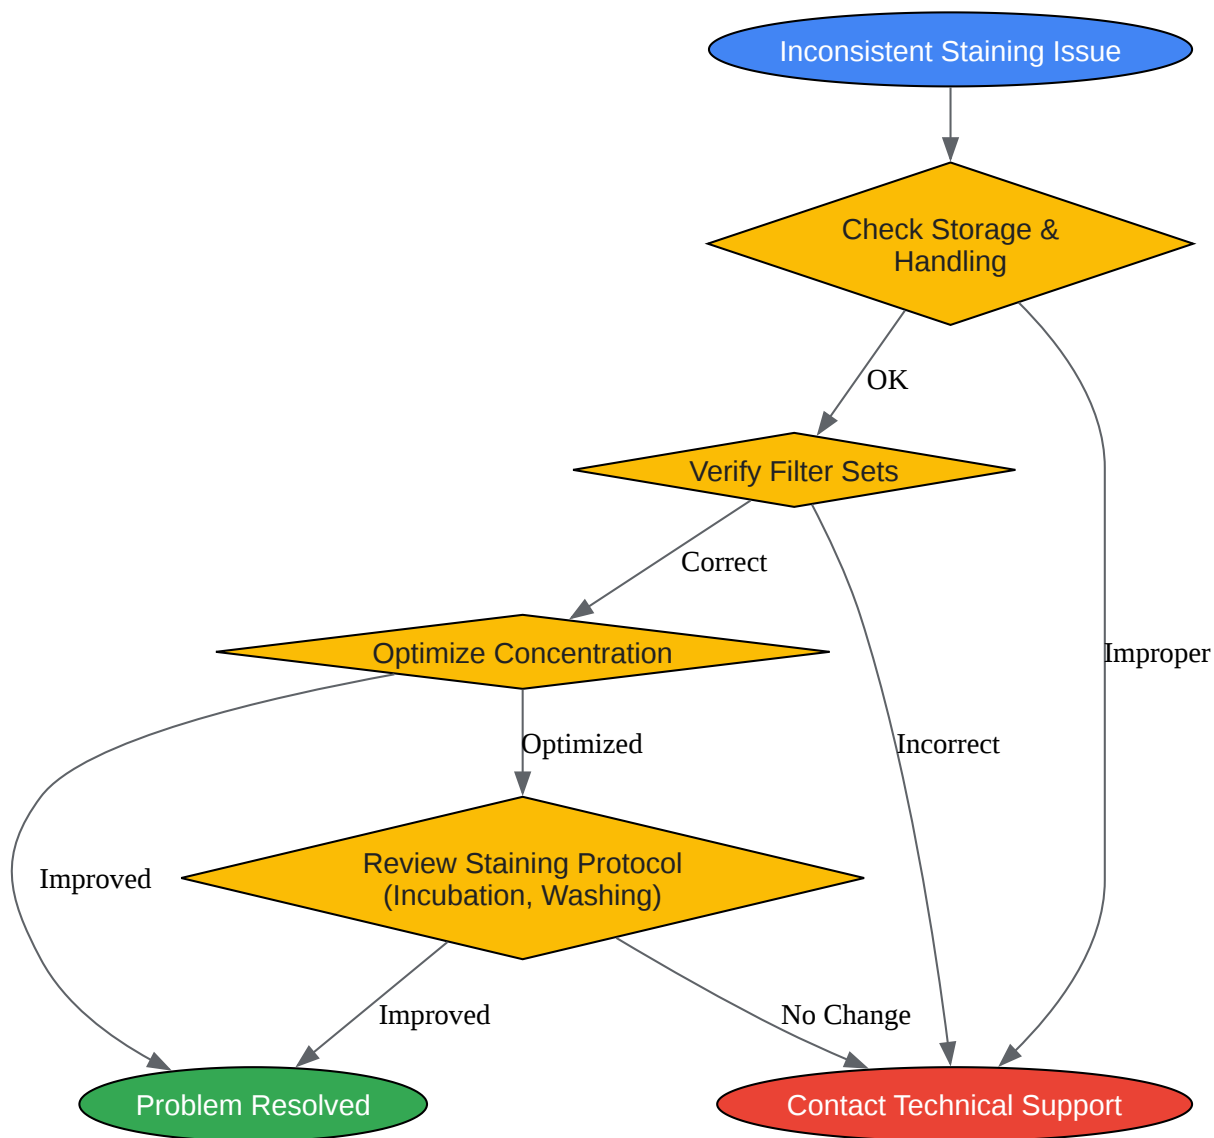 Inconsistent Staining Issue
Check Storage &
Handling
OK
Verify Filter Sets
Correct
Optimize Concentration
Improper
Optimized
Incorrect
Review Staining Protocol
(Incubation, Washing)
Improved
Improved
No Change
Problem Resolved
Contact Technical Support